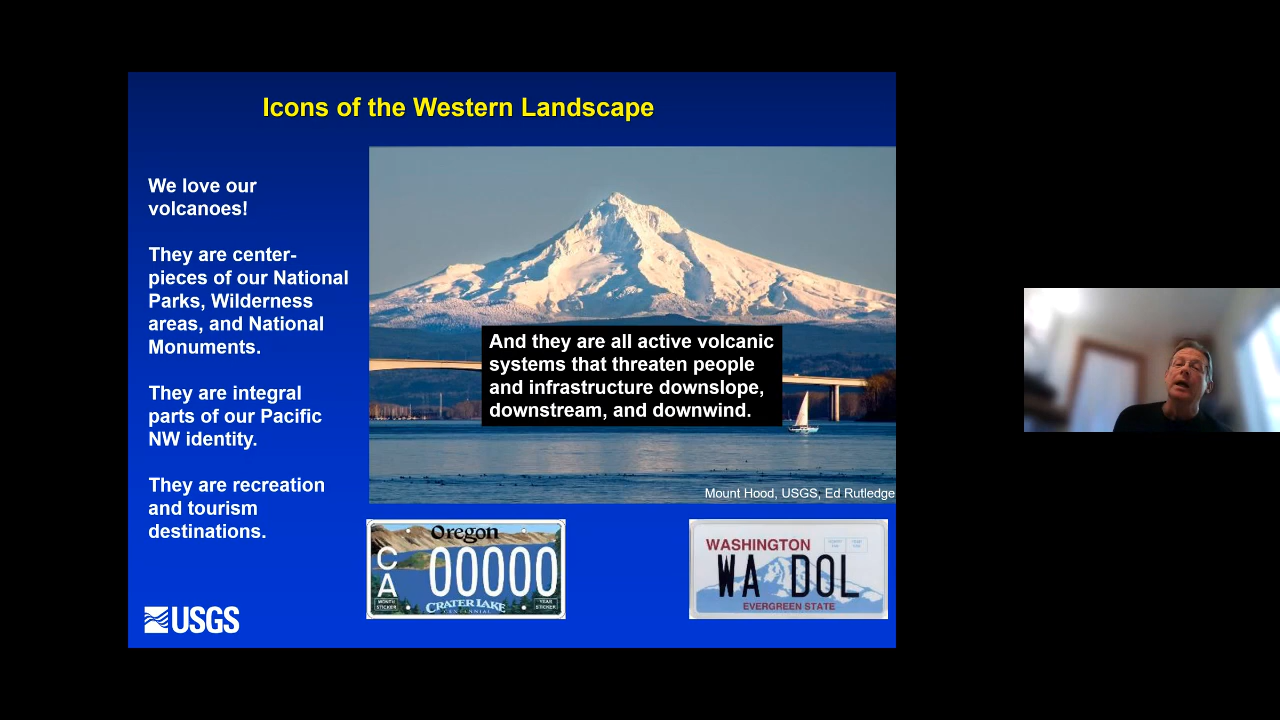 Icons of the Western Landscape
We love our
volcanoes!
They are center-
pieces of our National
Parks, Wilderness
areas, and National
Monuments.
They are integral
parts of our Pacific
NW identity.
They are recreation
and tourism
destinations.
And they are all active volcanic
systems that threaten people
and infrastructure downslope,
downstream, and downwind.
Mount Hood, USGS, Ed Rutledge
Oregon
CA 00000
MONTH
STICKER
CRATER LAKE
CENTENNIAL
YEAR
STICKER
WASHINGTON
WA DOL
EVERGREEN STATE
USGS